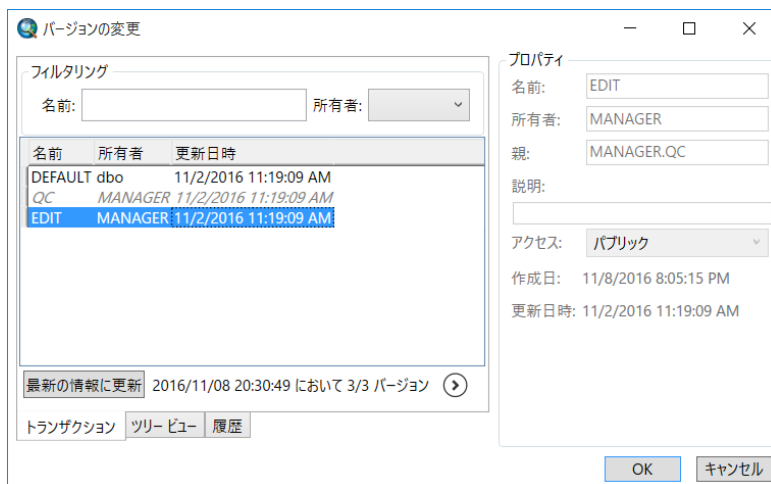 バージョンの変更
フィルタリング
名前:
所有者:
名前 所有者 更新日時
DEFAULT dbo 11/2/2016 11:19:09 AM
QC MANAGER 11/2/2016 11:19:09 AM
EDIT MANAGER 11/2/2016 11:19:09 AM
最新の情報に更新 2016/11/08 20:30:49 において 3/3 バージョン
トランザクション ツリー ビュー 履歴
プロパティ
名前: EDIT
所有者: MANAGER
親: MANAGER.QC
説明:
アクセス: パブリック
作成日: 11/8/2016 8:05:15 PM
更新日時: 11/2/2016 11:19:09 AM
OK キャンセル